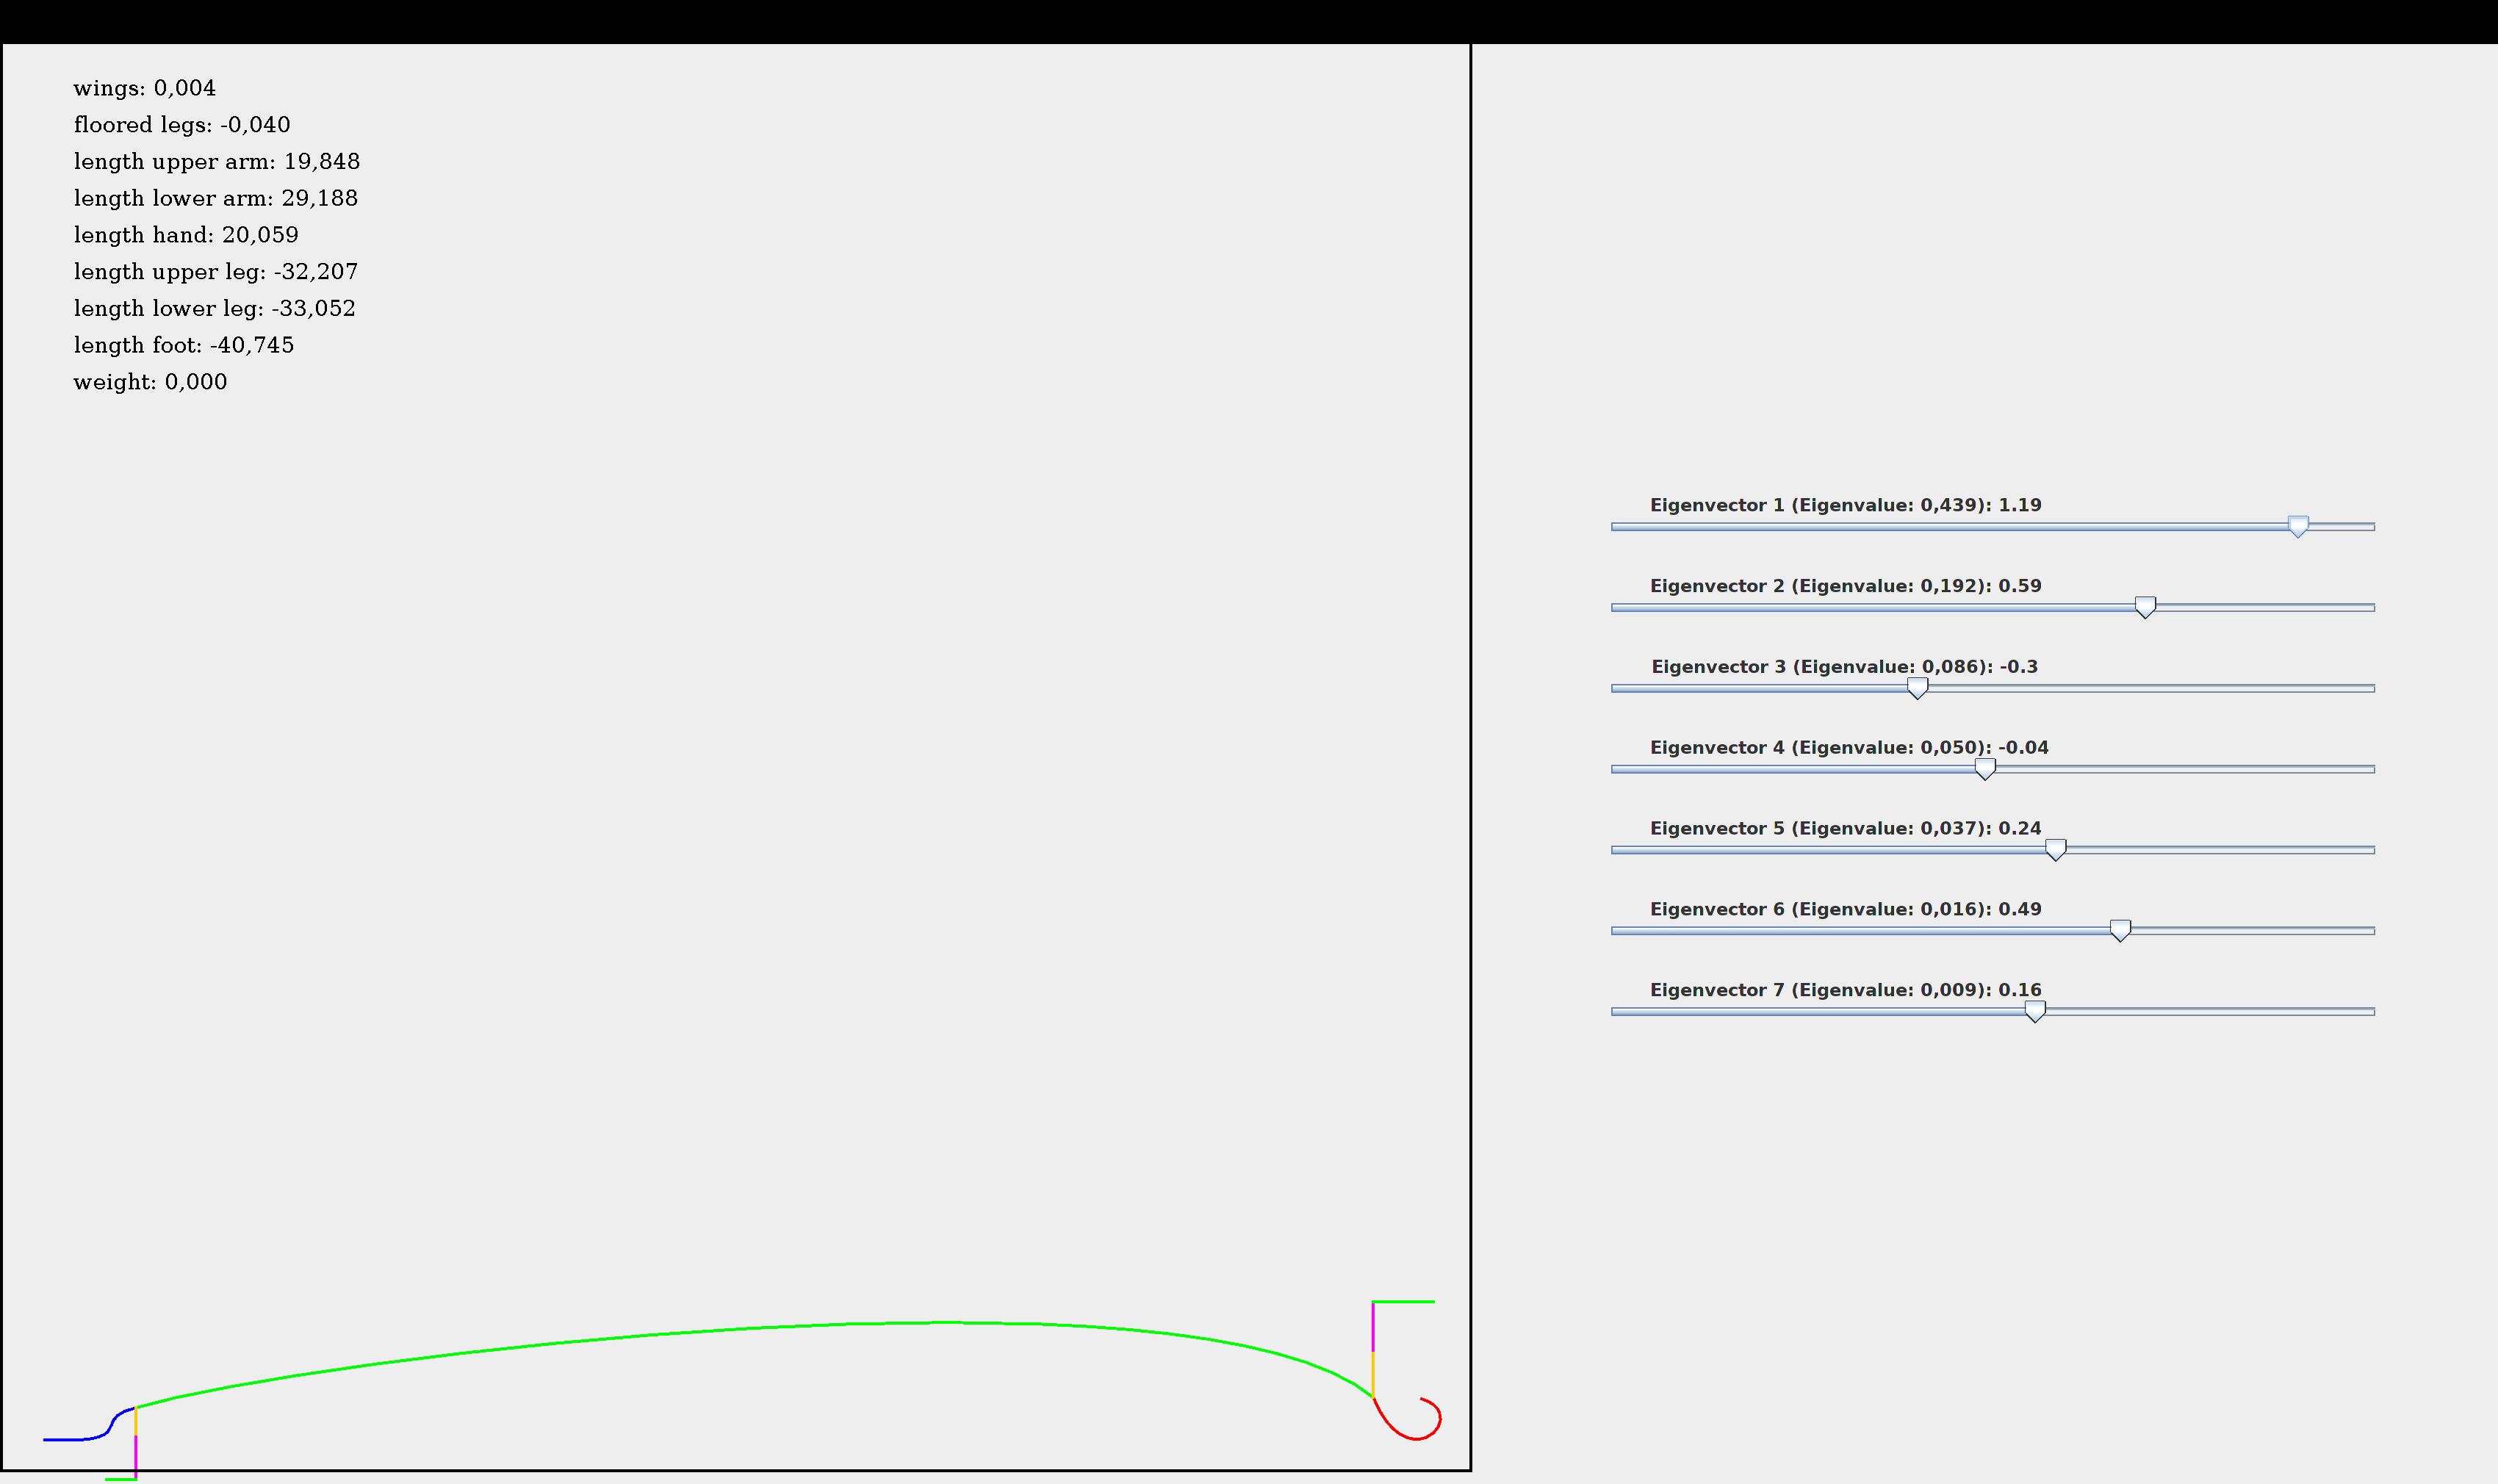 wings: 0,004
floored legs: -0,040
length upper arm: 19,848
length lower arm: 29,188
length hand: 20,059
length upper leg: -32,207
length lower leg: -33,052
length foot: -40,745
weight: 0,000
Eigenvector 1 (Eigenvalue: 0,439): 1.19
Eigenvector 2 (Eigenvalue: 0,192): 0.59
Eigenvector 3 (Eigenvalue: 0,086): -0.3
Eigenvector 4 (Eigenvalue: 0,050): -0.04
Eigenvector 5 (Eigenvalue: 0,037): 0.24
Eigenvector 6 (Eigenvalue: 0,016): 0.49
Eigenvector 7 (Eigenvalue: 0,009): 0.16